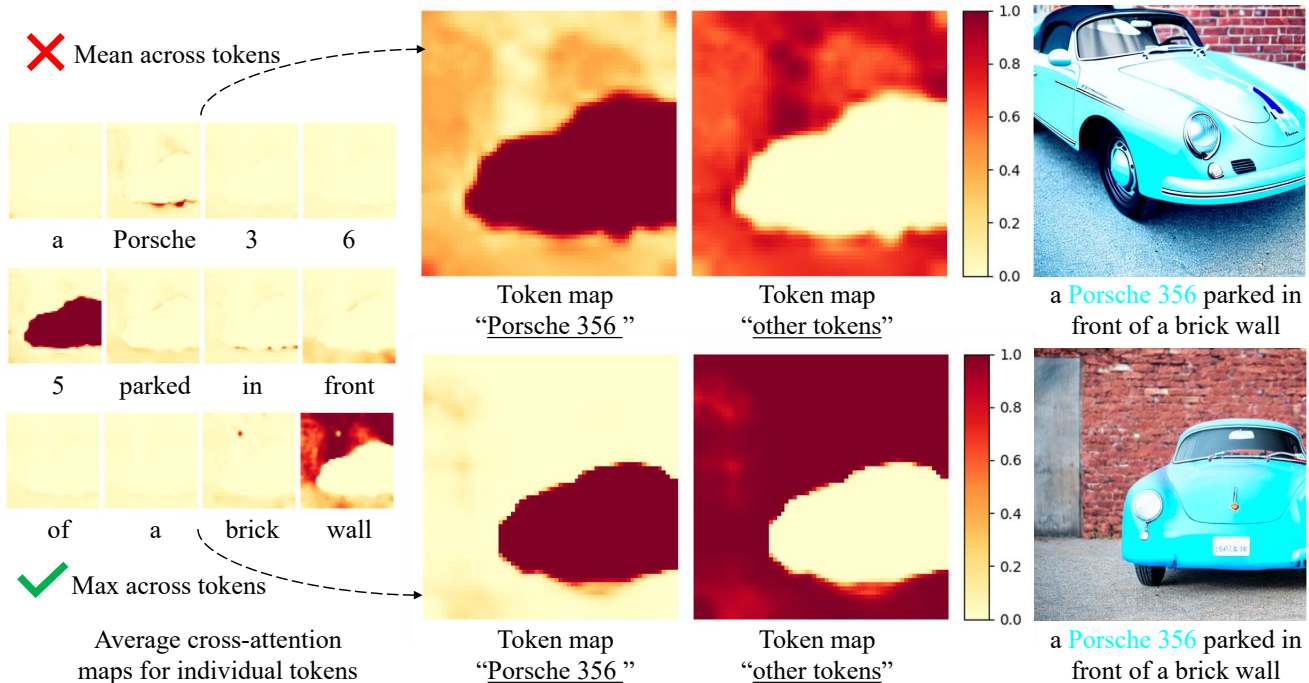 Mean across tokens
a Porsche 3 6
5 parked in front
of a brick wall
Max across tokens
Average cross-attention
maps for individual tokens
Token map
“Porsche 356 ”
Token map
“other tokens”
1.0
0.8
0.6
0.4
0.2
0.0
a Porsche 356 parked in
front of a brick wall
Token map
“Porsche 356 ”
Token map
“other tokens”
1.0
0.8
0.6
0.4
0.2
0.0
a Porsche 356 parked in
front of a brick wall